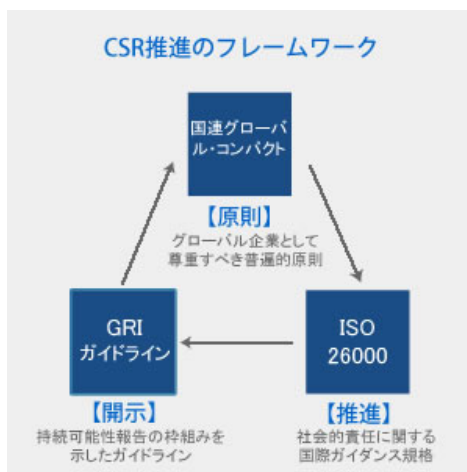 CSR推進のフレームワーク
国連グローバ
ル・コンパクト
【原則】
グローバル企業として
尊重すべき普遍的原則
GRI
ガイドライン
【開示】
持続可能性報告の枠組みを
示したガイドライン
ISO
26000
【推進】
社会的責任に関する
国際ガイダンス規格